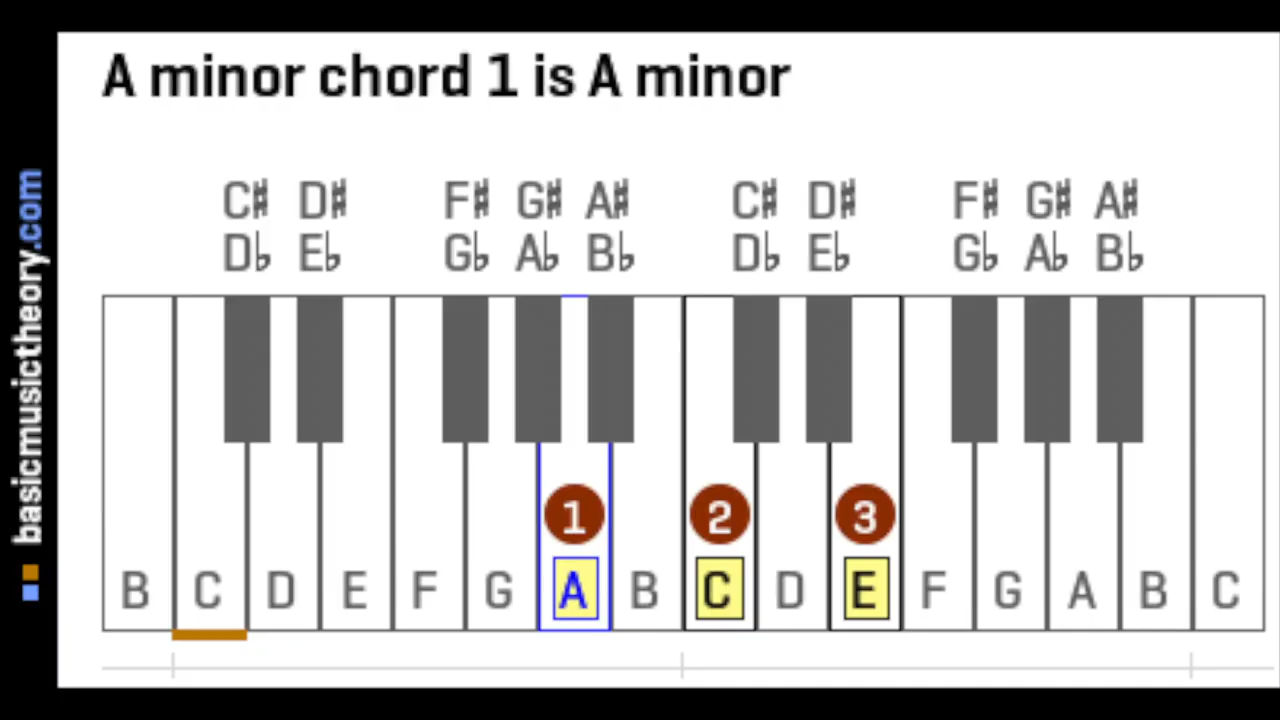 A minor chord 1 is A minor
C♯ D♯ F♯ G♯ A♯ C♯ D♯ F♯ G♯ A♯
D♭ E♭ G♭ A♭ B♭ D♭ E♭ G♭ A♭ B♭
1 2 3
B C D E F G A B C D E F G A B C
basicmusictheory.com